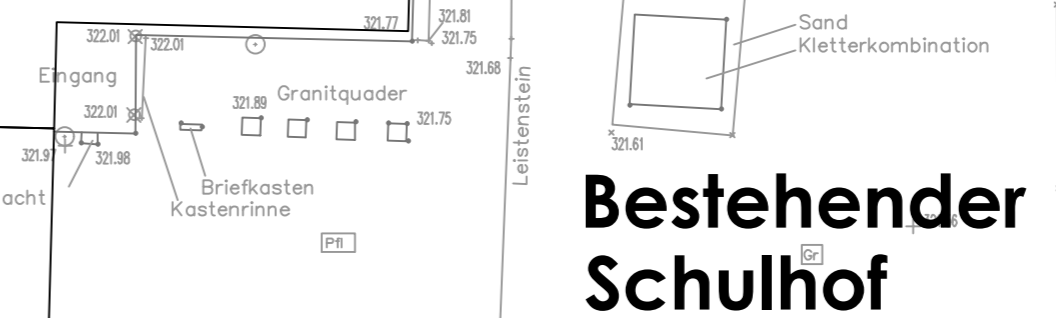 321.77
321.81
322.01
322.01
321.75
Sand
Kletterkombination
321.68
Eingang
Granitquader
321.89
322.01
321.75
Leistenstein
321.97
321.98
321.61
acht
Briefkasten
Kastenrinne
Bestehender
Pfl
Gr
Schulhof